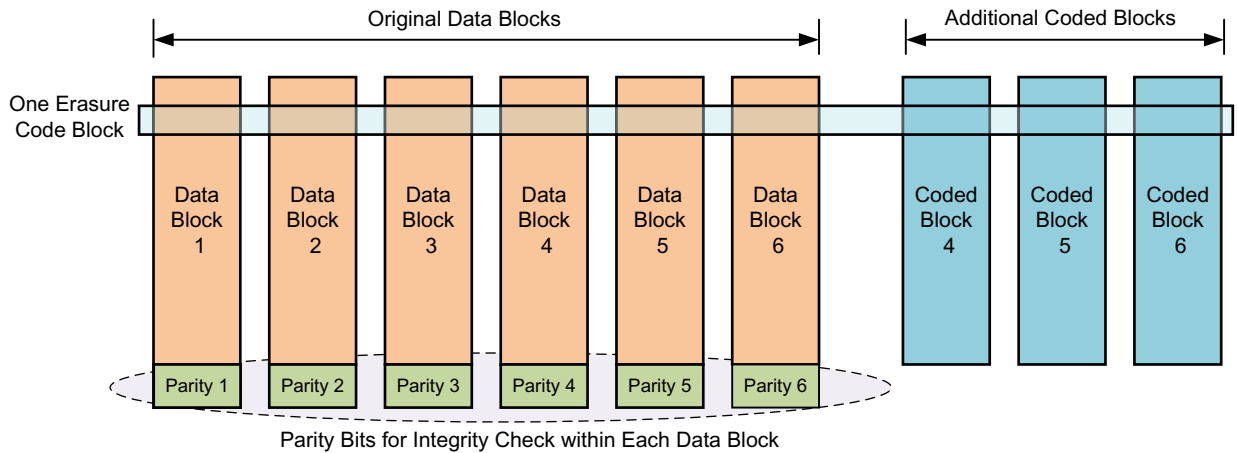 Original Data Blocks
Additional Coded Blocks
One Erasure
Code Block
Data
Block
1
Data
Block
2
Data
Block
3
Data
Block
4
Data
Block
5
Data
Block
6
Coded
Block
4
Coded
Block
5
Coded
Block
6
Parity 1
Parity 2
Parity 3
Parity 4
Parity 5
Parity 6
Parity Bits for Integrity Check within Each Data Block